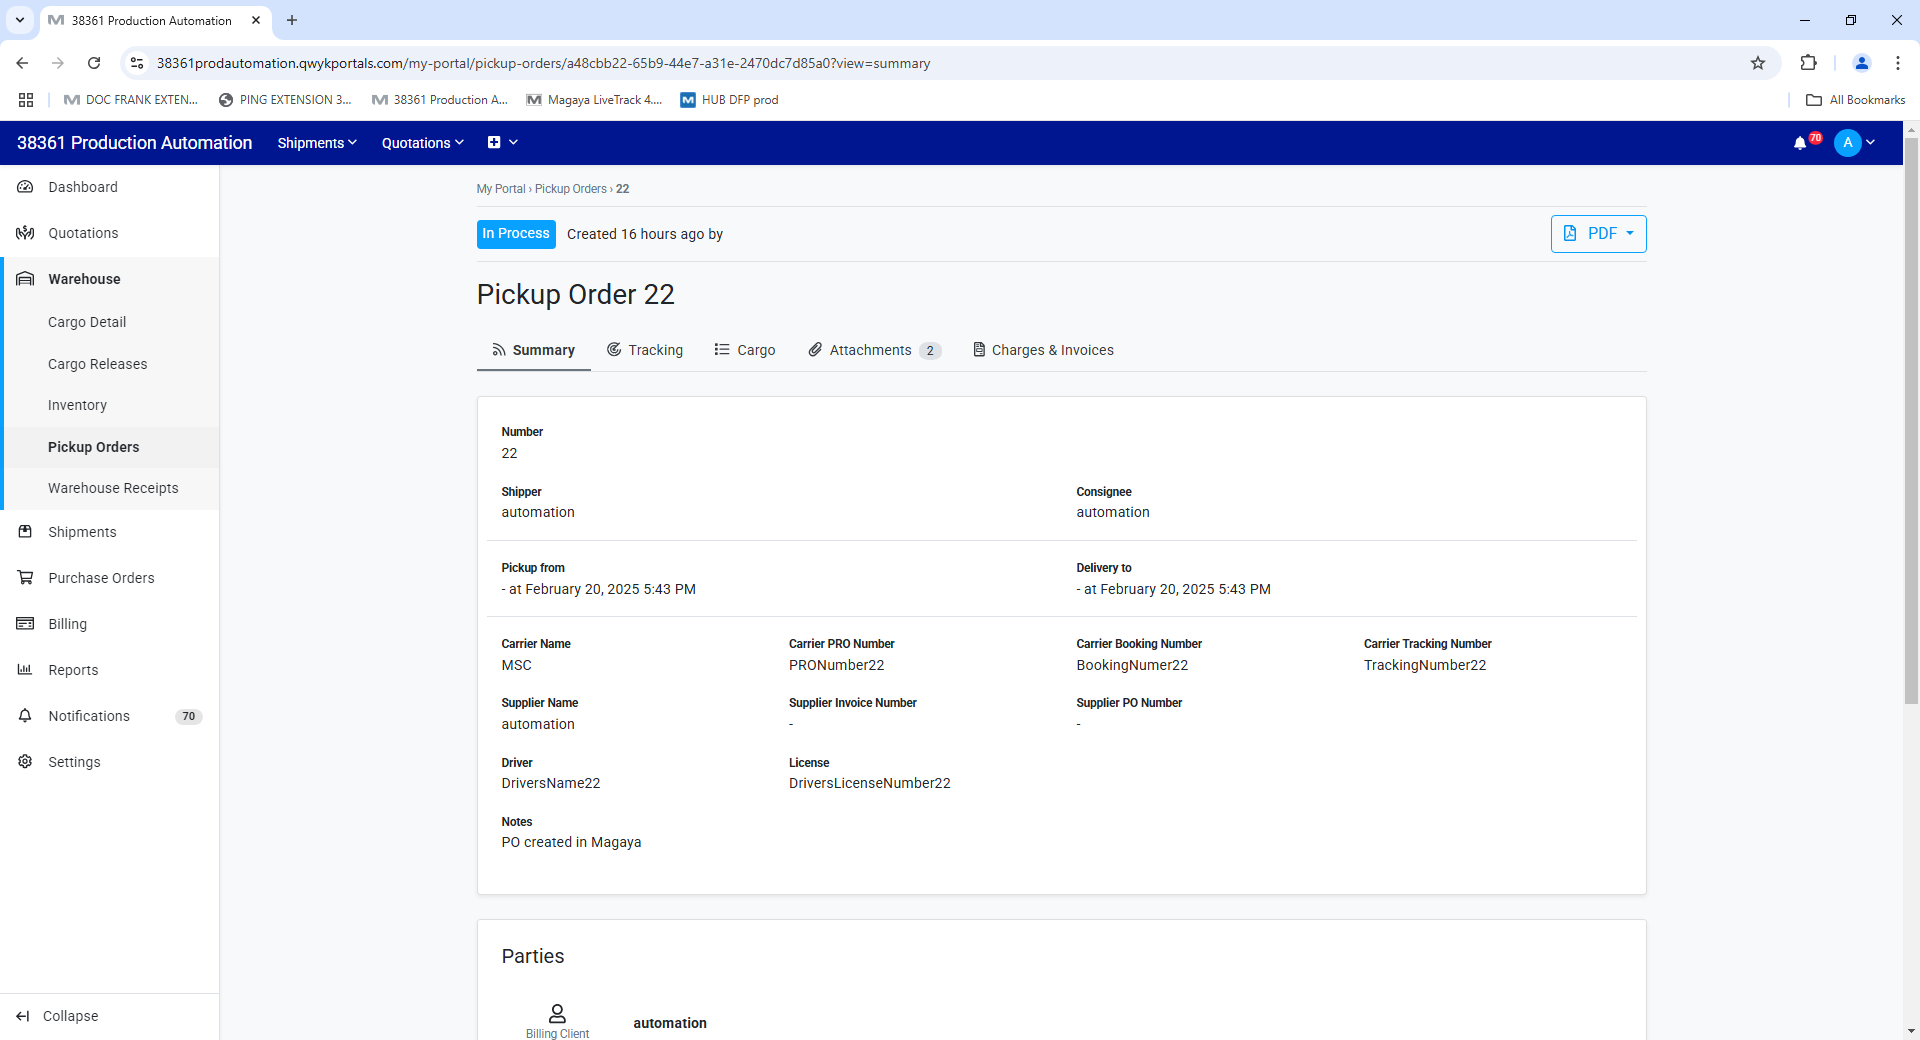 38361 Production Automation
38361prodautomation.qwykportals.com/my-portal/pickup-orders/a48cbb22-65b9-44e7-a31e-2470dc7d85a0?view=summary
DOC FRANK EXTEN...
PING EXTENSION 3...
38361 Production A...
Magaya LiveTrack 4....
HUB DFP prod
All Bookmarks
38361 Production Automation
Shipments
Quotations
70
A
Dashboard
Quotations
Warehouse
Cargo Detail
Cargo Releases
Inventory
Pickup Orders
Warehouse Receipts
Shipments
Purchase Orders
Billing
Reports
Notifications 70
Settings
Collapse
My Portal › Pickup Orders › 22
In Process Created 16 hours ago by
PDF
Pickup Order 22
Summary
Tracking
Cargo
Attachments 2
Charges & Invoices
Number
22
Shipper
automation
Consignee
automation
Pickup from
- at February 20, 2025 5:43 PM
Delivery to
- at February 20, 2025 5:43 PM
Carrier Name
MSC
Carrier PRO Number
PRONumber22
Carrier Booking Number
BookingNumer22
Carrier Tracking Number
TrackingNumber22
Supplier Name
automation
Supplier Invoice Number
-
Supplier PO Number
-
Driver
DriversName22
License
DriversLicenseNumber22
Notes
PO created in Magaya
Parties
Billing Client
automation